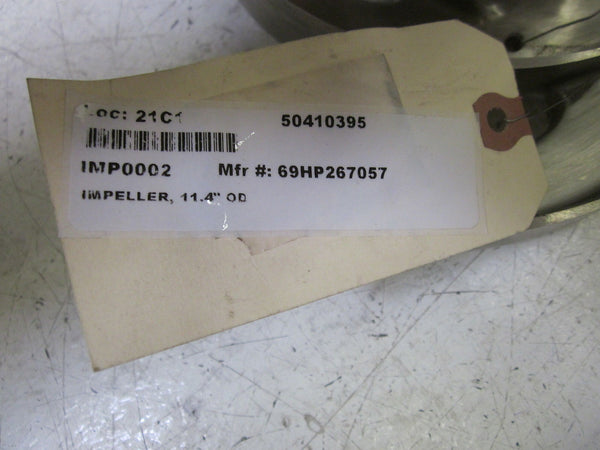 Loc: 21C1 50410395
IMP0002 Mfr #: 69HP267057
IMPELLER, 11.4" OD